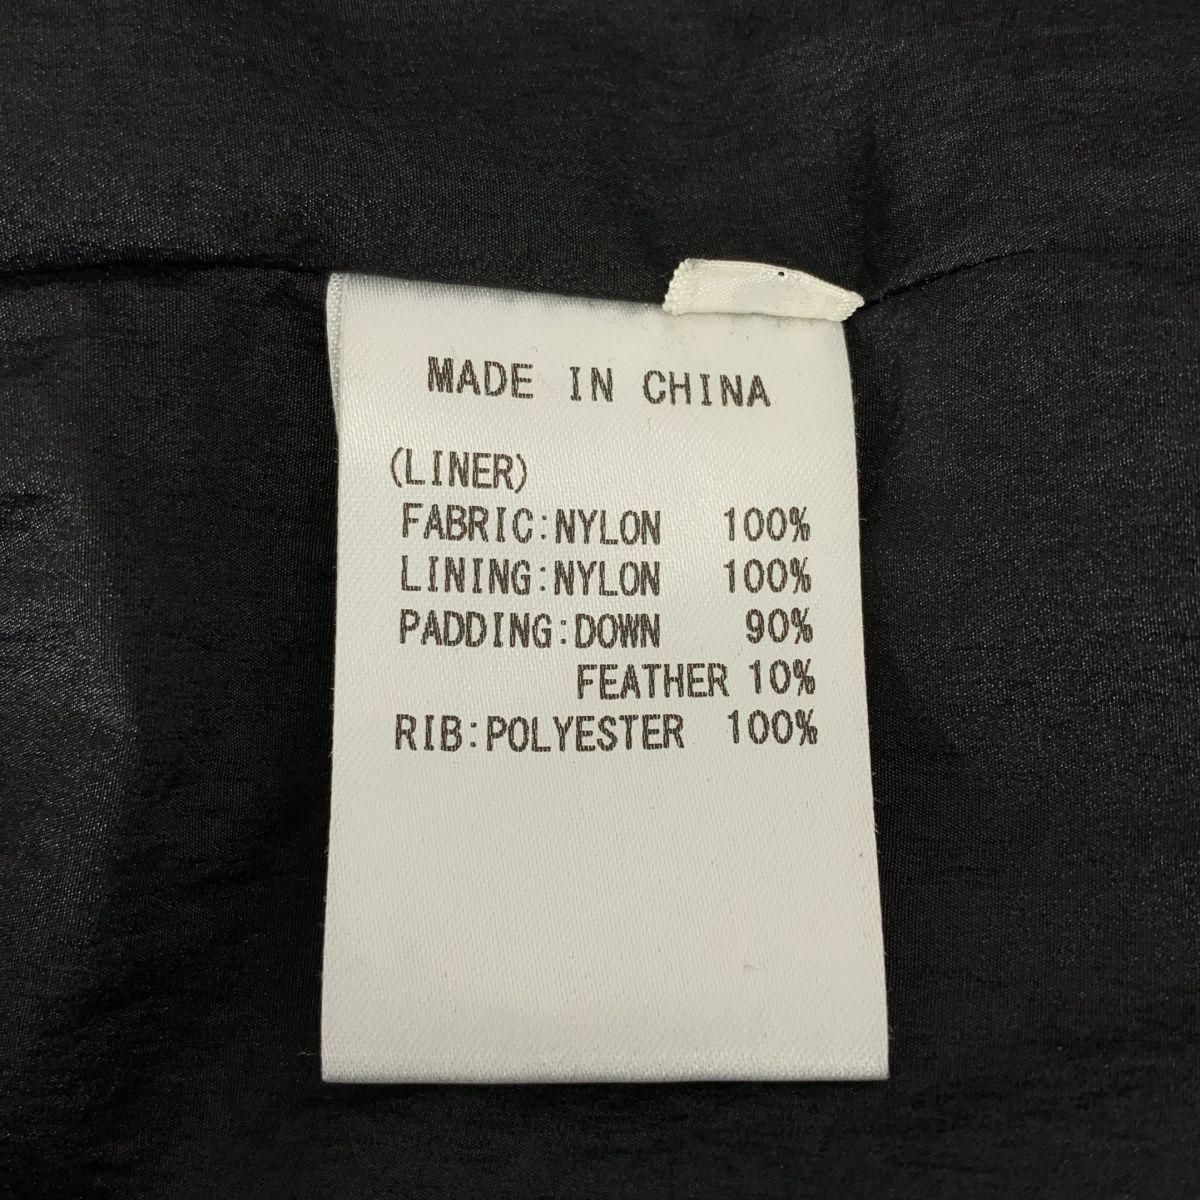 MADE IN CHINA
(LINER)
FABRIC:NYLON 100%
LINING:NYLON 100%
PADDING:DOWN 90%
FEATHER 10%
RIB:POLYESTER 100%